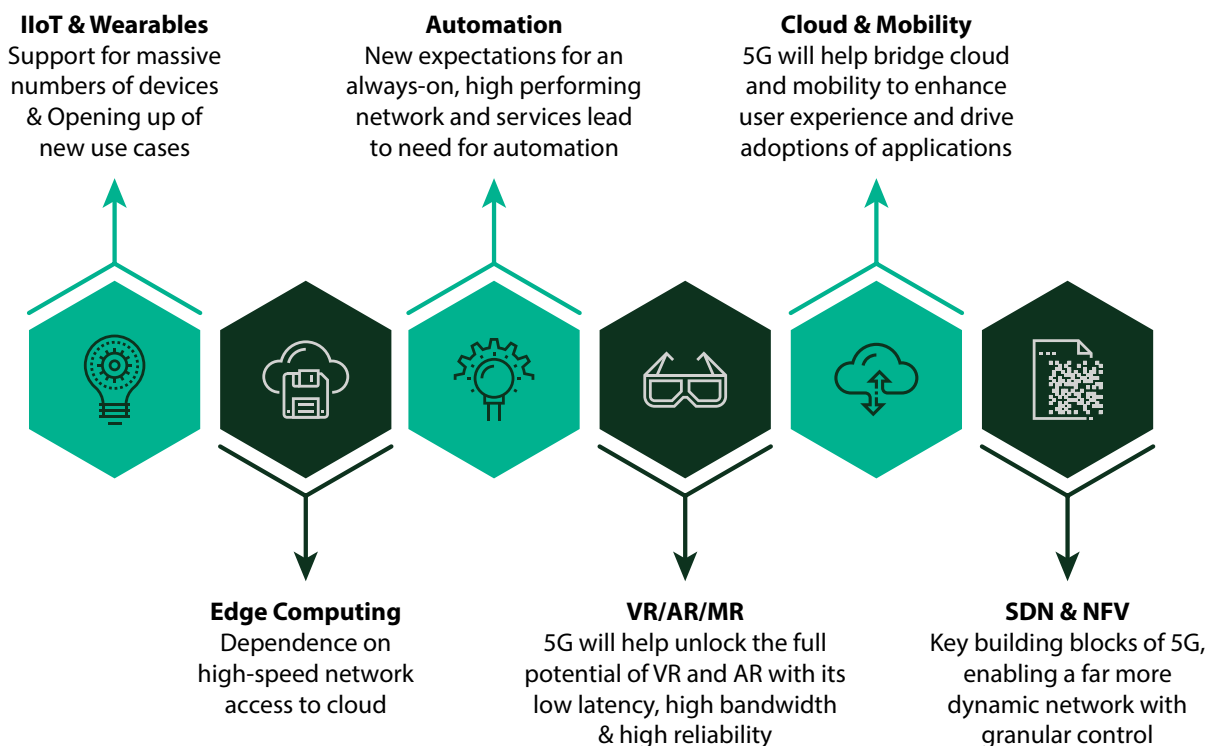 IIoT & Wearables
Support for massive
numbers of devices
& Opening up of
new use cases
Automation
New expectations for an
always-on, high performing
network and services lead
to need for automation
Cloud & Mobility
5G will help bridge cloud
and mobility to enhance
user experience and drive
adoptions of applications
Edge Computing
Dependence on
high-speed network
access to cloud
VR/AR/MR
5G will help unlock the full
potential of VR and AR with its
low latency, high bandwidth
& high reliability
SDN & NFV
Key building blocks of 5G,
enabling a far more
dynamic network with
granular control